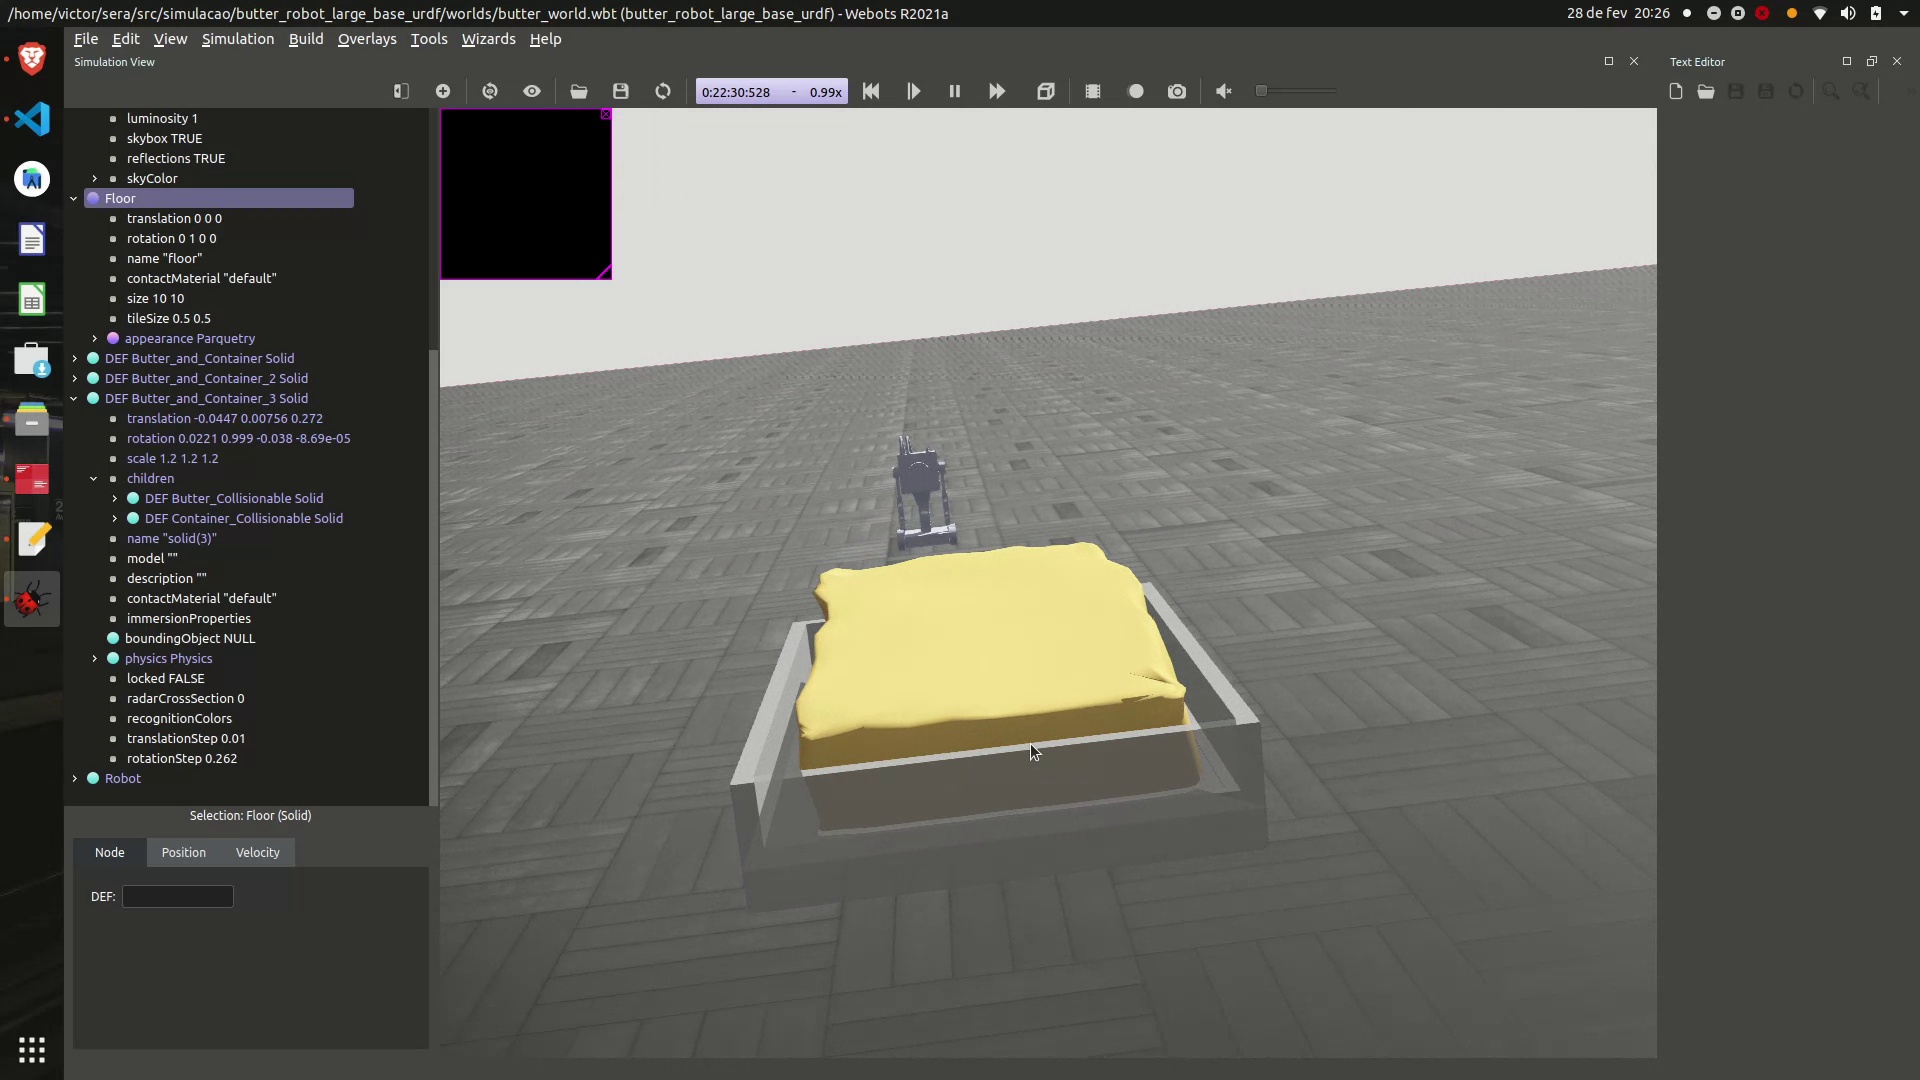 /home/victor/sera/src/simulacao/butter_robot_large_base_urdf/worlds/butter_world.wbt (butter_robot_large_base_urdf) - Webots R2021a
28 de fev 20:26
File Edit View Simulation Build Overlays Tools Wizards Help
Simulation View
Text Editor
0:22:30:528 - 0.99x
luminosity 1
skybox TRUE
reflections TRUE
skyColor
Floor
translation 0 0 0
rotation 0 1 0 0
name "floor"
contactMaterial "default"
size 10 10
tileSize 0.5 0.5
appearance Parquetry
DEF Butter_and_Container Solid
DEF Butter_and_Container_2 Solid
DEF Butter_and_Container_3 Solid
translation -0.0447 0.00756 0.272
rotation 0.0221 0.999 -0.038 -8.69e-05
scale 1.2 1.2 1.2
children
DEF Butter_Collisionable Solid
DEF Container_Collisionable Solid
name "solid(3)"
model ""
description ""
contactMaterial "default"
immersionProperties
boundingObject NULL
physics Physics
locked FALSE
radarCrossSection 0
recognitionColors
translationStep 0.01
rotationStep 0.262
Robot
Selection: Floor (Solid)
Node Position Velocity
DEF: